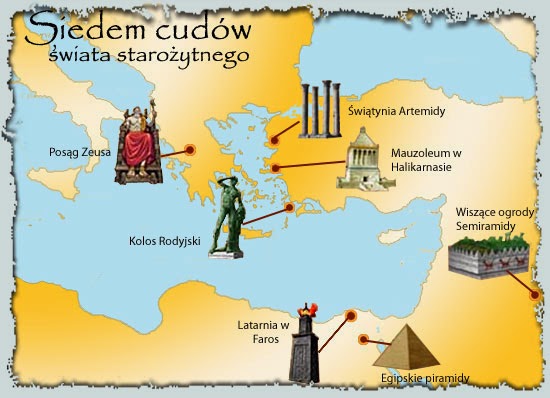 Siedem cudów
świata starożytnego
Świątynia Artemidy
Posąg Zeusa
Mauzoleum w
Halikarnasie
Wiszące ogrody
Semiramidy
Kolos Rodyjski
Latarnia w
Faros
Egipskie piramidy